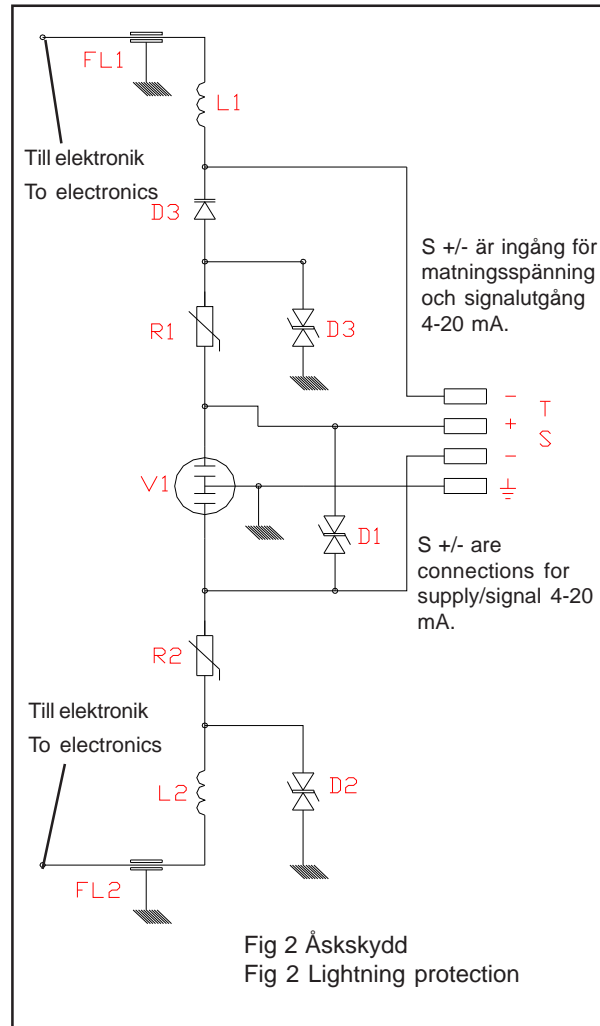 FL1
L1
Till elektronik
To electronics
D3
S +/- är ingång för
matningsspänning
och signalutgång
4-20 mA.
R1
D3
- T
+ S
-
V1
D1
S +/- are
connections for
supply/signal 4-20
mA.
R2
Till elektronik
To electronics
L2
D2
FL2
Fig 2 Åskskydd
Fig 2 Lightning protection